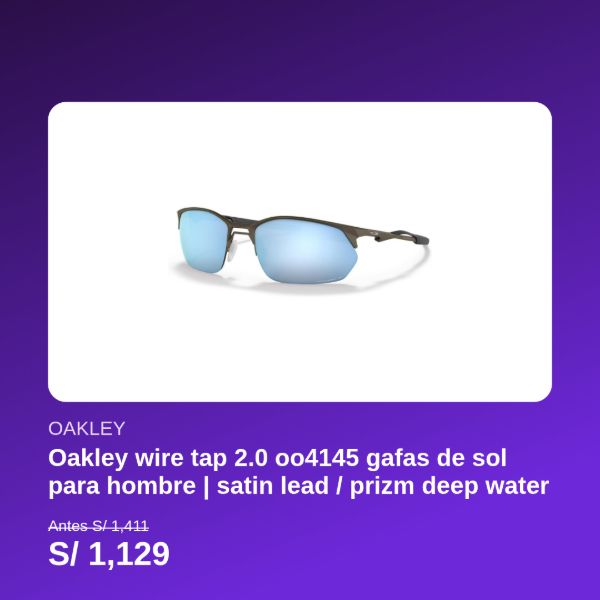 OAKLEY
Oakley wire tap 2.0 oo4145 gafas de sol
para hombre | satin lead / prizm deep water
Antes S/ 1,411
S/ 1,129